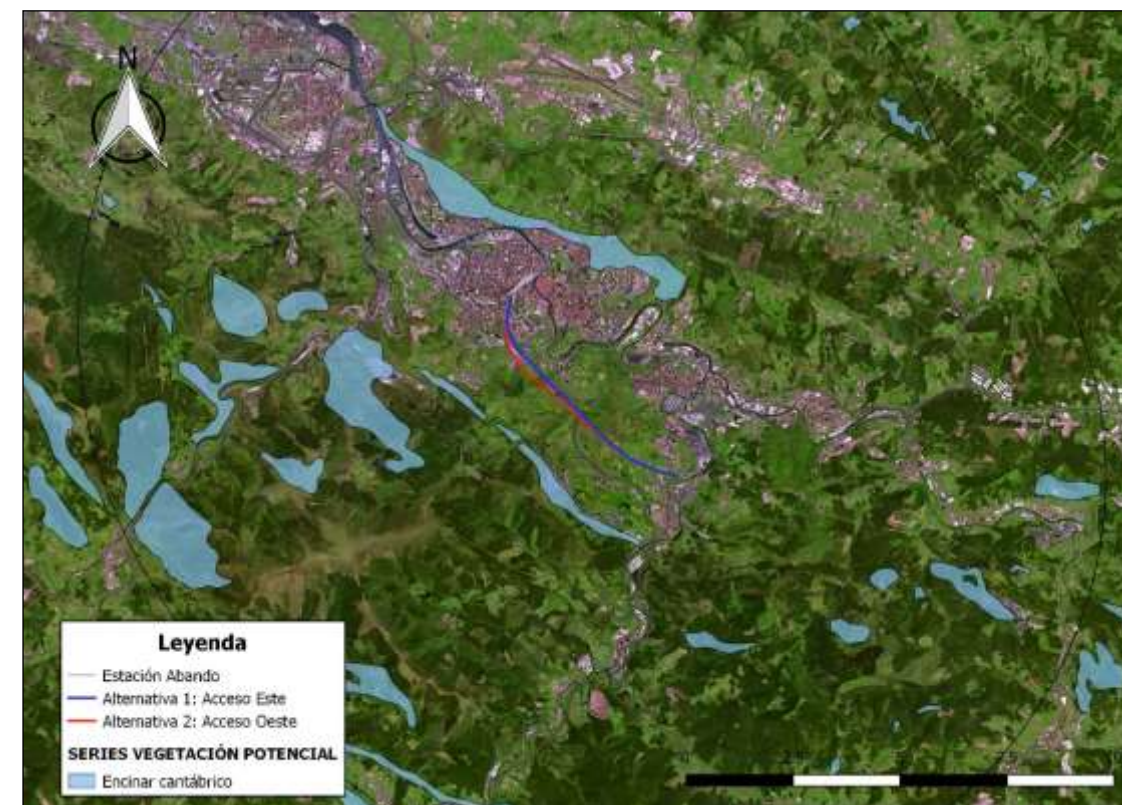 N
Leyenda
Estación Abando
Alternativa 1: Acceso Este
Alternativa 2: Acceso Oeste
SERIES VEGETACIÓN POTENCIAL
Encinar cantábrico